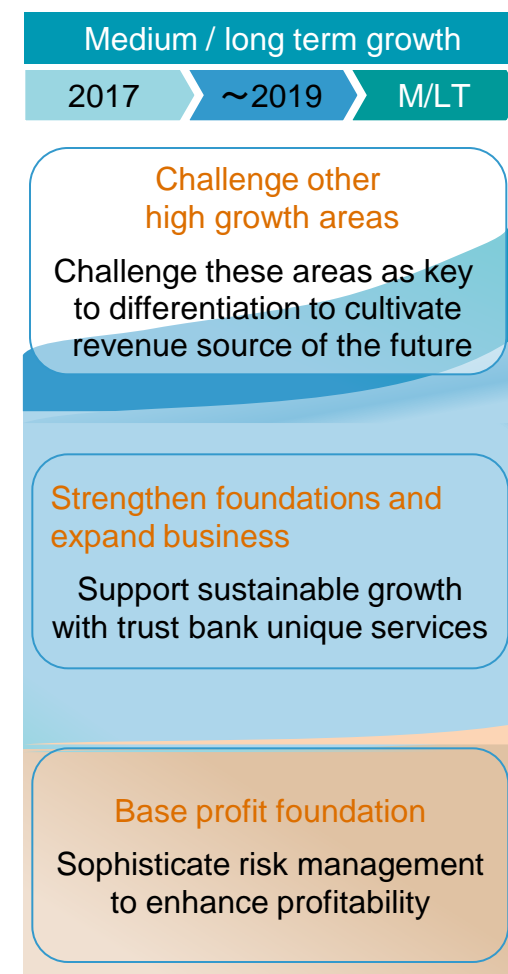 Medium / long term growth
2017 ～2019 M/LT
Challenge other
high growth areas
Challenge these areas as key
to differentiation to cultivate
revenue source of the future
Strengthen foundations and
expand business
Support sustainable growth
with trust bank unique services
Base profit foundation
Sophisticate risk management
to enhance profitability